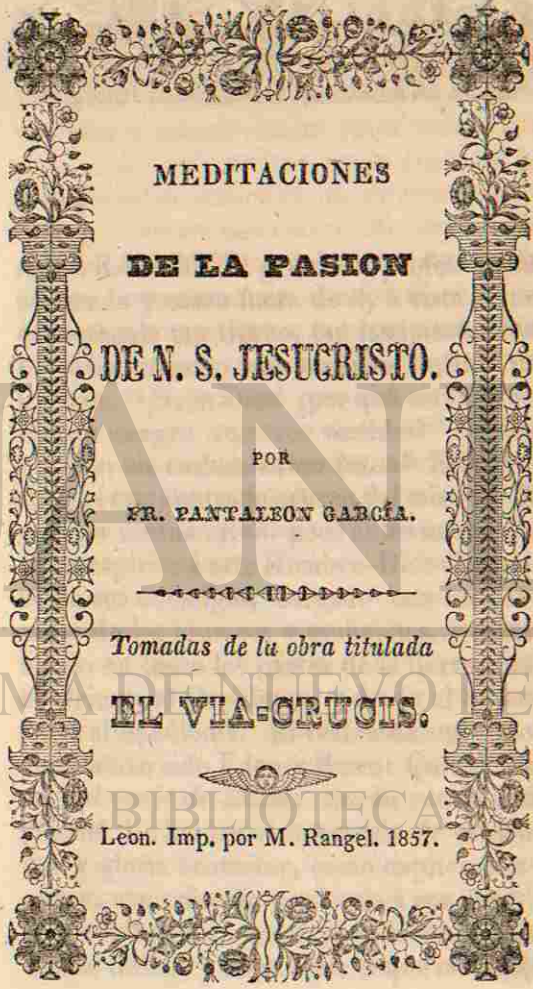 MEDITACIONES
DE LA PASION
DE N. S. JESUCRISTO.
POR
FR. PANTALEON GARCÍA.
Tomadas de la obra titulada
EL VIA=CRUCIS.
Leon. Imp. por M. Rangel. 1857.